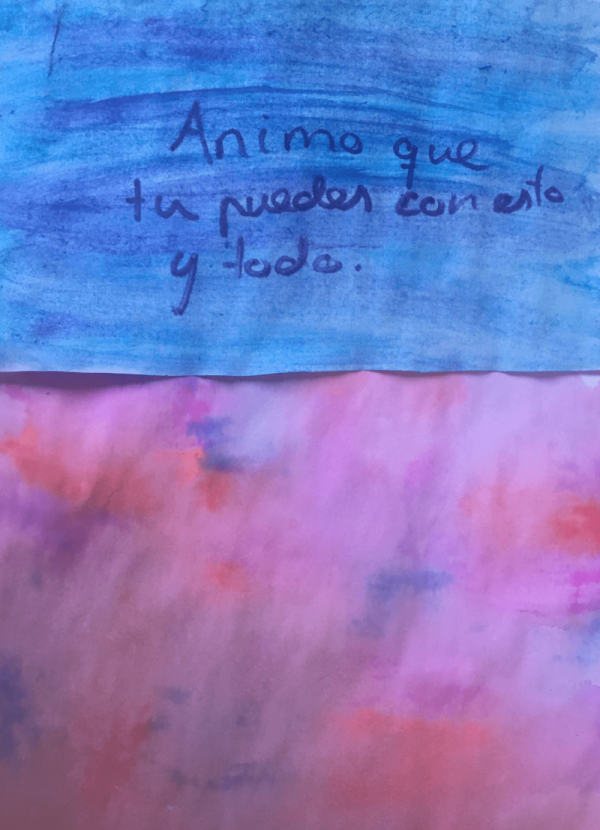 Animo que
tu puedes con esto
y todo.